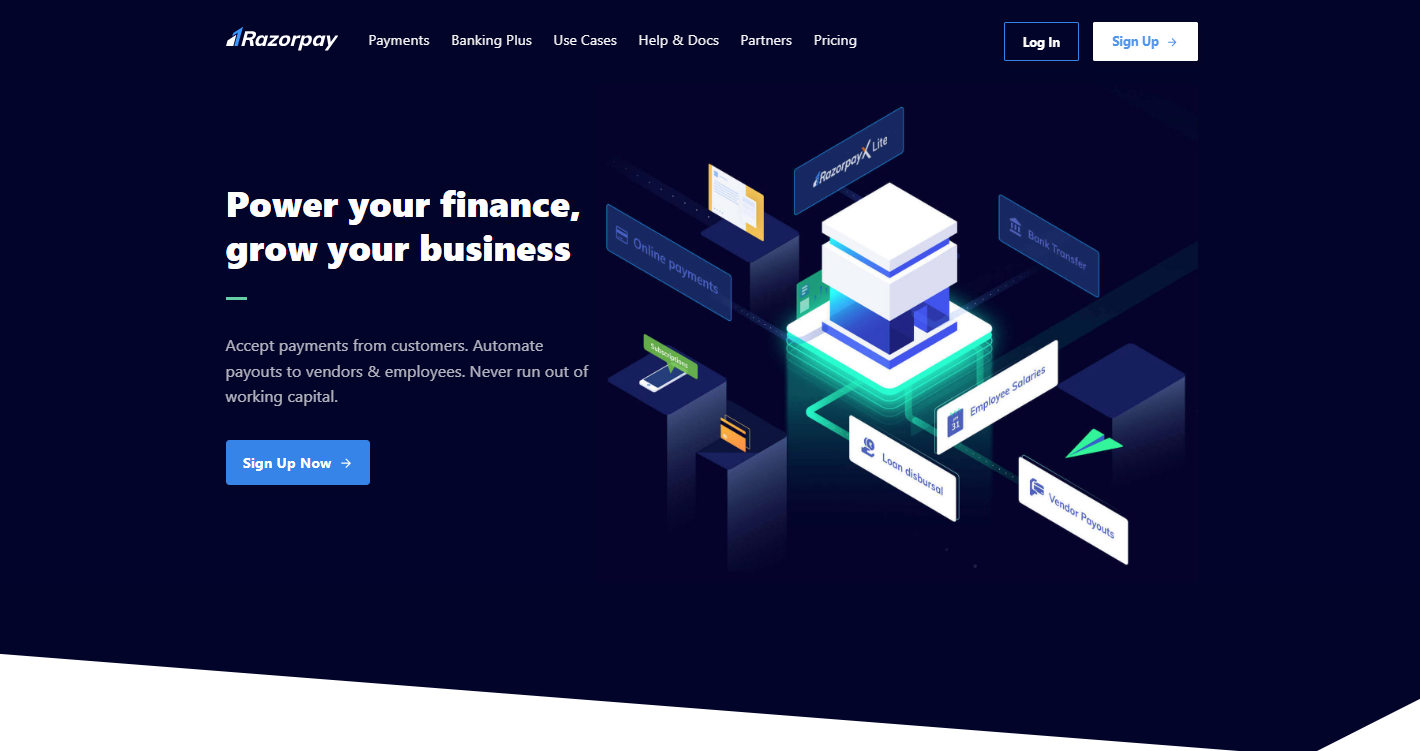 Razorpay
Payments
Banking Plus
Use Cases
Help & Docs
Partners
Pricing
Log In
Sign Up
Power your finance,
grow your business
Accept payments from customers. Automate
payouts to vendors & employees. Never run out of
working capital.
Sign Up Now
RazorpayX Lite
Online payments
Bank Transfer
Subscriptions
Employee Salaries
31
Loan disbursal
Vendor Payouts